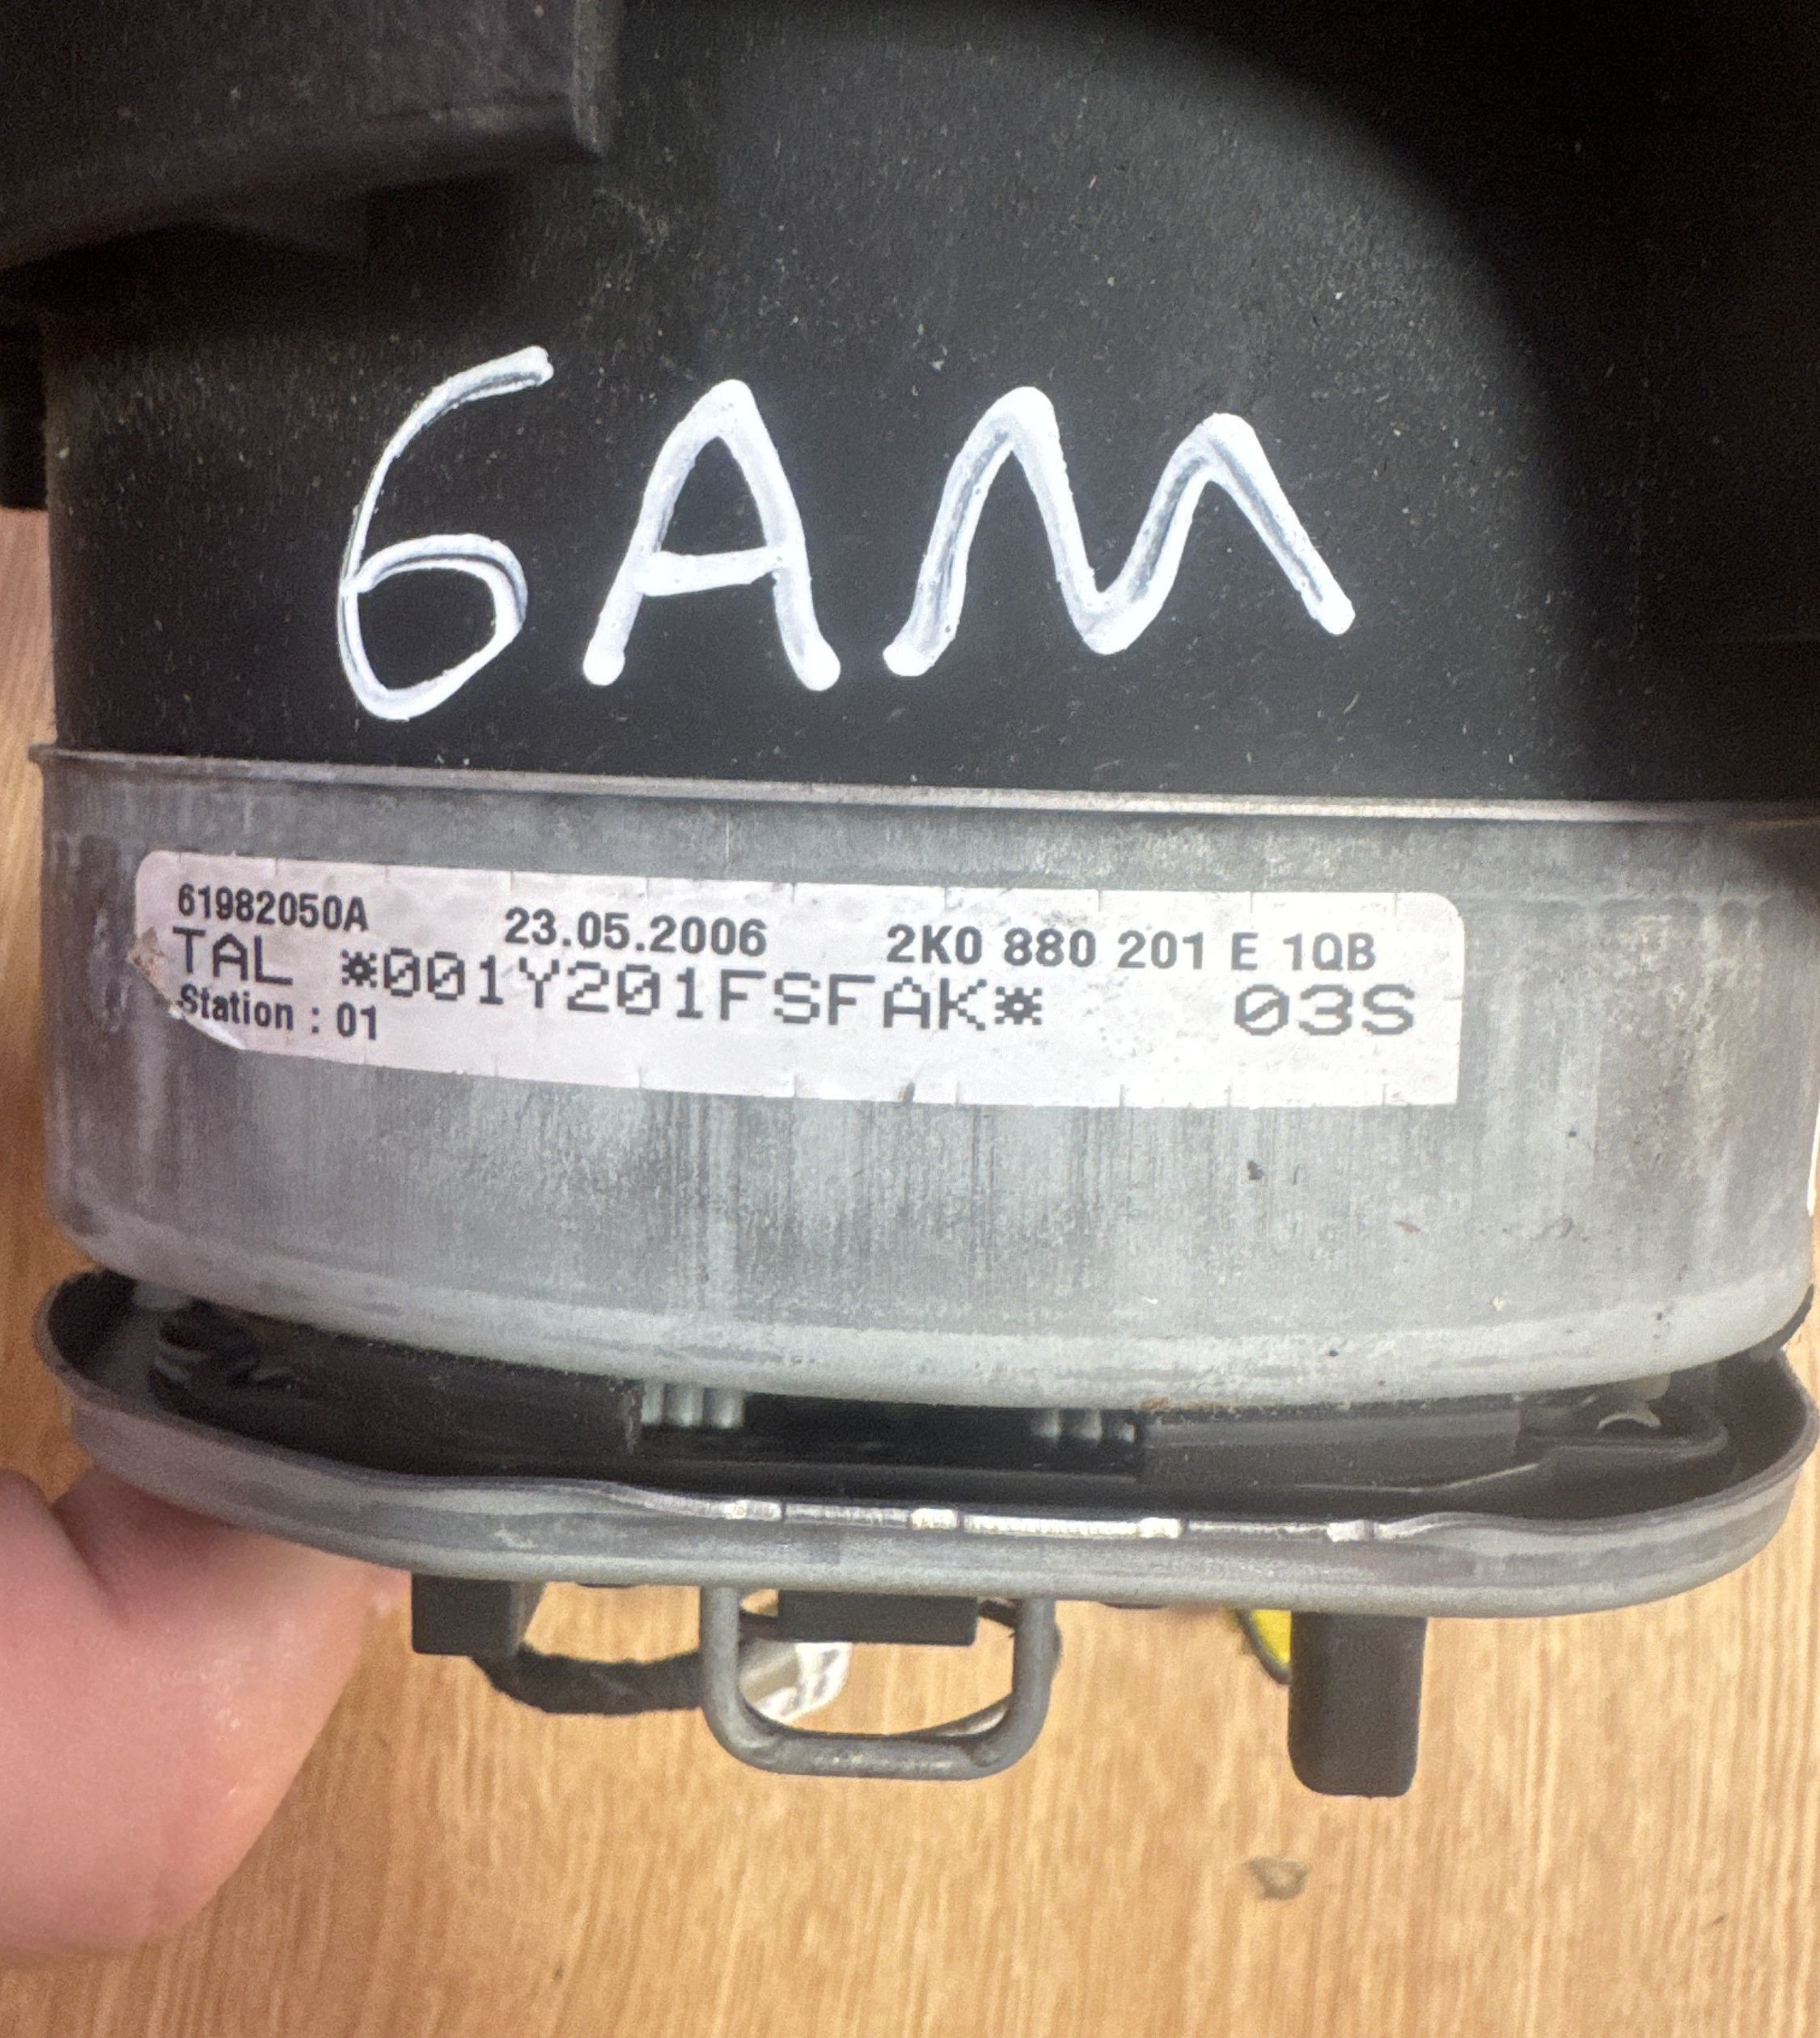 6AM
61982050A 23.05.2006 2K0 880 201 E 1QB
TAL *001Y201FSFAK* 03S
Station : 01